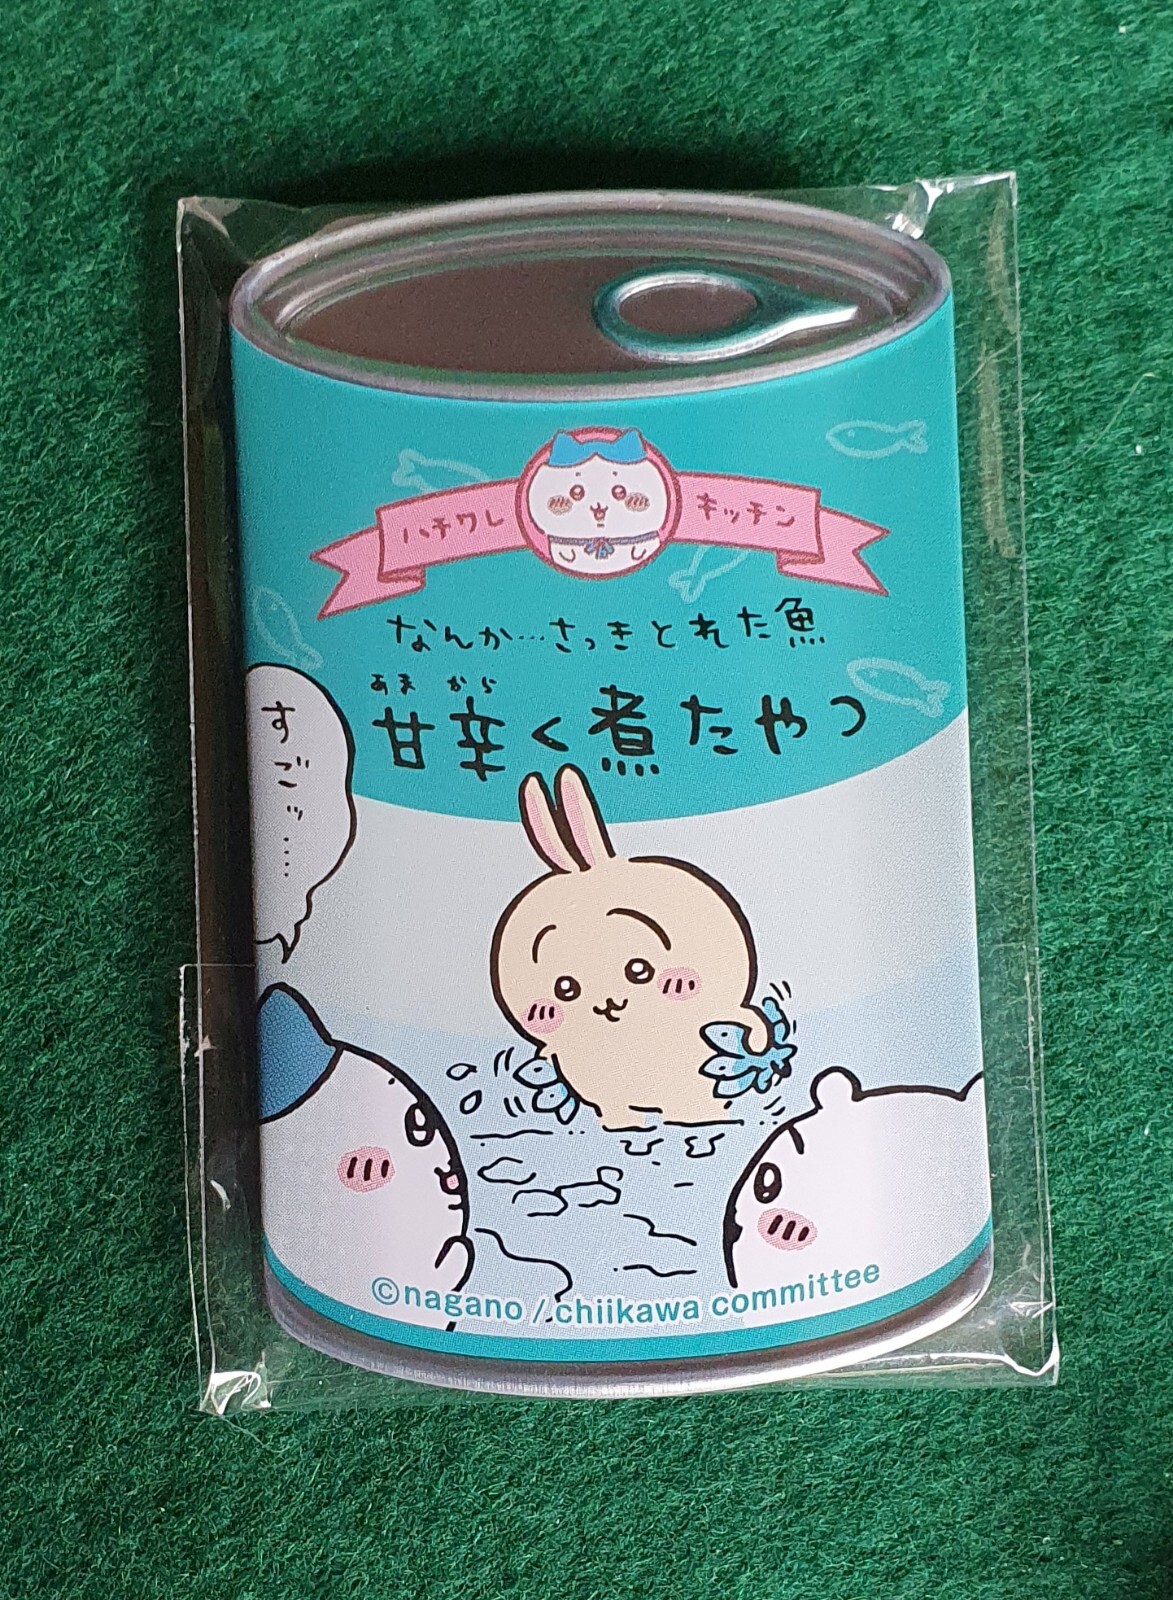 ハチワレ キッチン
なんか…さっきとれた魚
あま から
甘辛く煮たやつ
すごッ……
©nagano / chiikawa committee